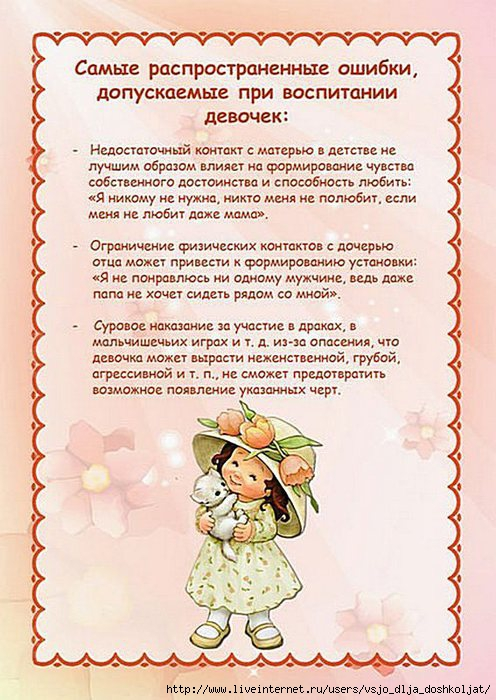 Самые распространенные ошибки,
допускаемые при воспитании
девочек:
- Недостаточный контакт с матерью в детстве не
лучшим образом влияет на формирование чувства
собственного достоинства и способность любить:
«Я никому не нужна, никто меня не полюбит, если
меня не любит даже мама».
- Ограничение физических контактов с дочерью
отца может привести к формированию установки:
«Я не понравлюсь ни одному мужчине, ведь даже
папа не хочет сидеть рядом со мной».
- Суровое наказание за участие в драках, в
мальчишечьих играх и т. д. из-за опасения, что
девочка может вырасти неженственной, грубой,
агрессивной и т. п., не сможет предотвратить
возможное появление указанных черт.
http://www.liveinternet.ru/users/vsjo_dlja_doshkoljat/